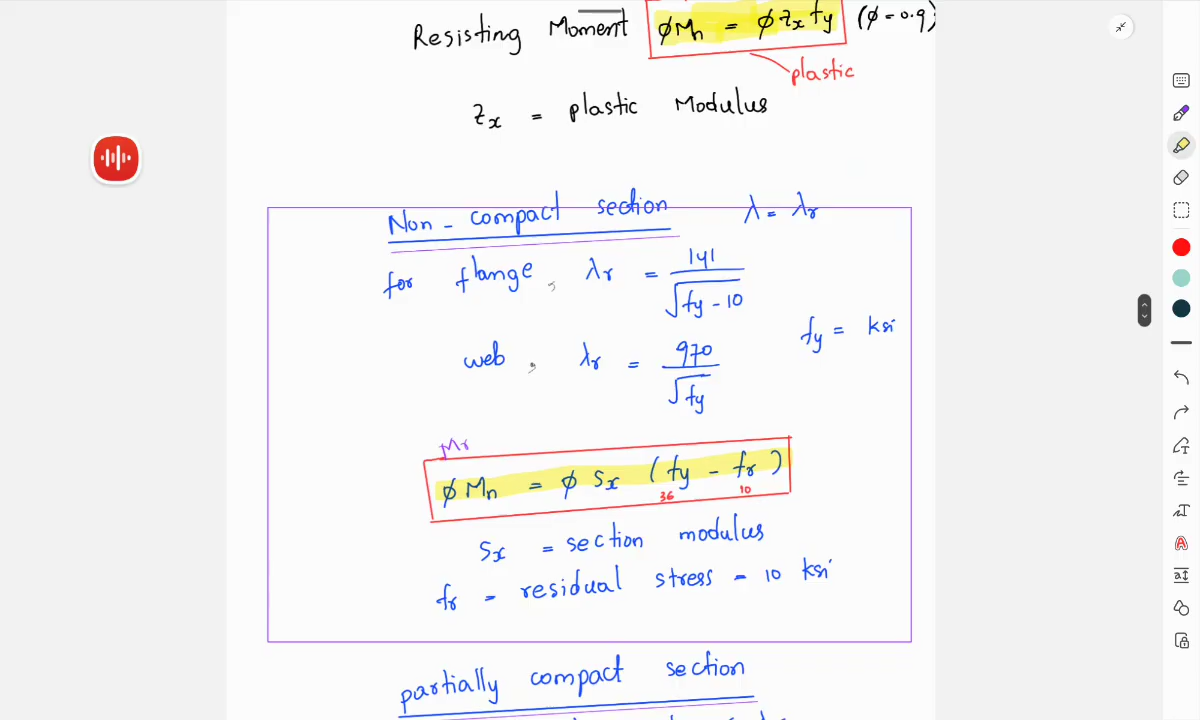 Resisting Moment ϕMn = ϕ Zx fy (ϕ = 0.9)
plastic
Zx = plastic Modulus
Non-compact section λ = λr
for flange, λr = 141 / √(fy - 10)
fy = ksi
web, λr = 970 / √fy
Mr
ϕMn = ϕ Sx (fy - fr)
36 10
Sx = section modulus
fr = residual stress = 10 ksi
partially compact section